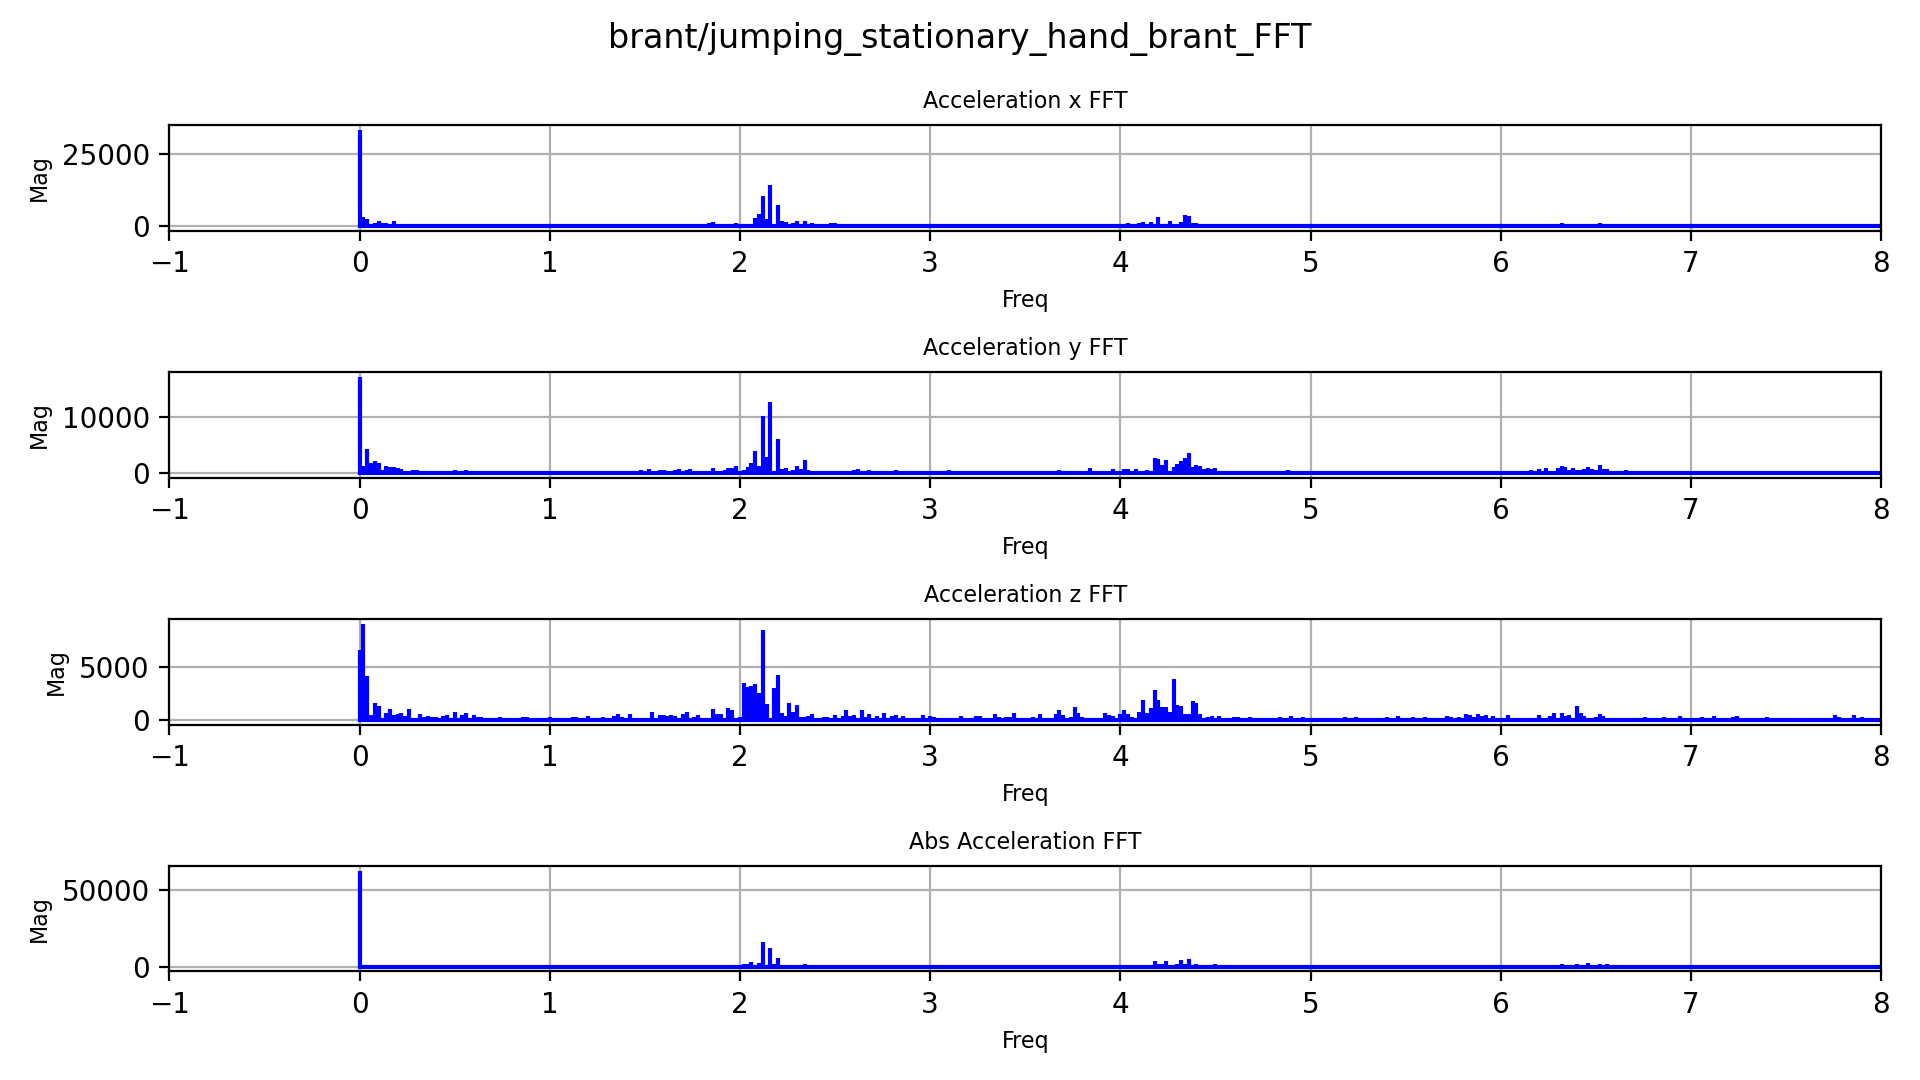 brant/jumping_stationary_hand_brant_FFT
Acceleration x FFT
Mag
25000
0
−1 0 1 2 3 4 5 6 7 8
Freq
Acceleration y FFT
Mag
10000
0
−1 0 1 2 3 4 5 6 7 8
Freq
Acceleration z FFT
Mag
5000
0
−1 0 1 2 3 4 5 6 7 8
Freq
Abs Acceleration FFT
Mag
50000
0
−1 0 1 2 3 4 5 6 7 8
Freq